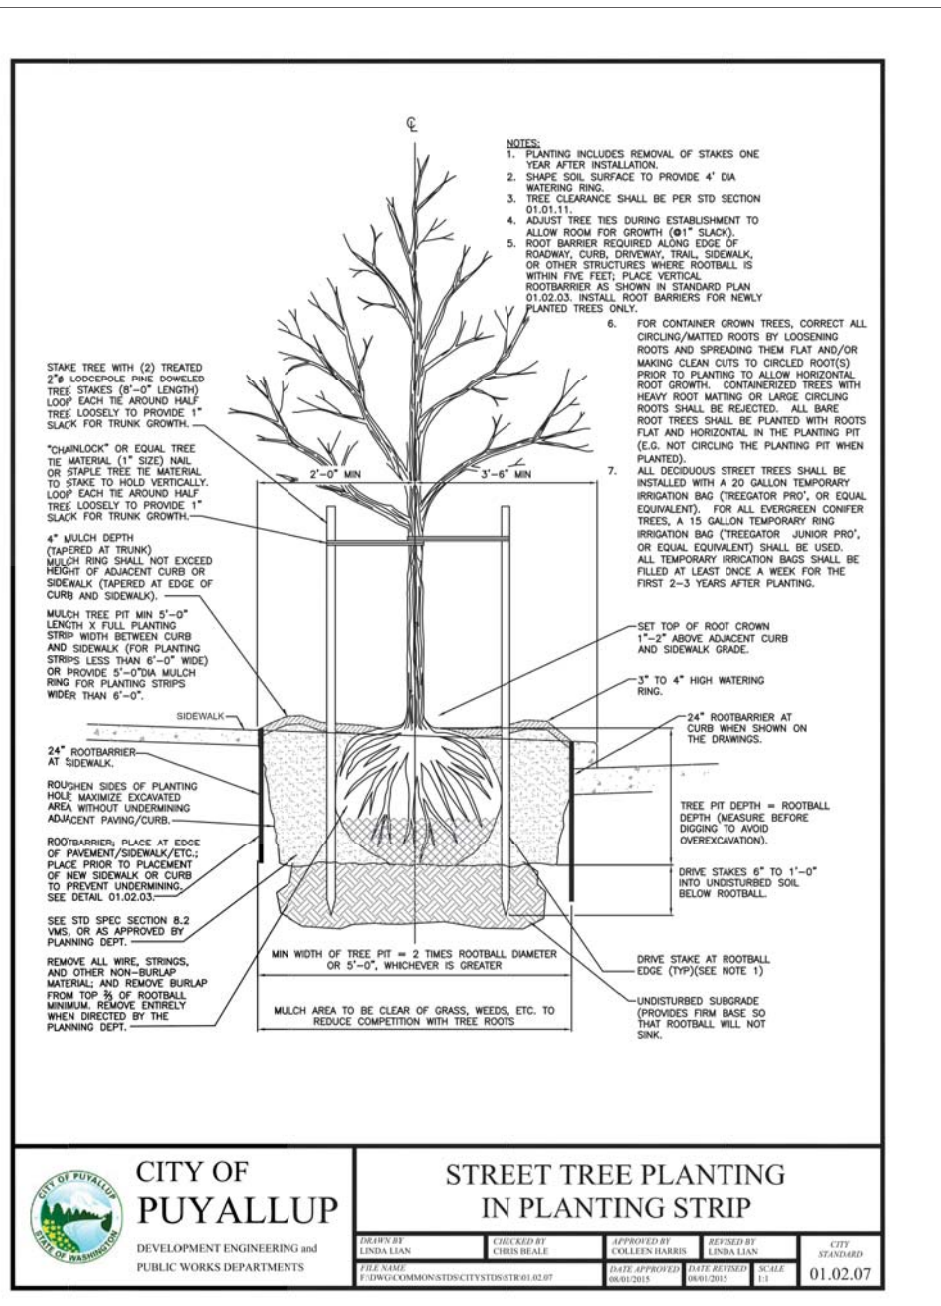 ℄
NOTES:
1. PLANTING INCLUDES REMOVAL OF STAKES ONE
YEAR AFTER INSTALLATION.
2. SHAPE SOIL SURFACE TO PROVIDE 4' DIA
WATERING RING.
3. TREE CLEARANCE SHALL BE PER STD SECTION
01.01.11.
4. ADJUST TREE TIES DURING ESTABLISHMENT TO
ALLOW ROOM FOR GROWTH (@1" SLACK).
5. ROOT BARRIER REQUIRED ALONG EDGE OF
ROADWAY, CURB, DRIVEWAY, TRAIL, SIDEWALK,
OR OTHER STRUCTURES WHERE ROOTBALL IS
WITHIN FIVE FEET; PLACE VERTICAL
ROOTBARRIER AS SHOWN IN STANDARD PLAN
01.02.03. INSTALL ROOT BARRIERS FOR NEWLY
PLANTED TREES ONLY.
6. FOR CONTAINER GROWN TREES, CORRECT ALL
CIRCLING/MATTED ROOTS BY LOOSENING
ROOTS AND SPREADING THEM FLAT AND/OR
MAKING CLEAN CUTS TO CIRCLED ROOT(S)
PRIOR TO PLANTING TO ALLOW HORIZONTAL
ROOT GROWTH. CONTAINERIZED TREES WITH
HEAVY ROOT MATTING OR LARGE CIRCLING
ROOTS SHALL BE REJECTED. ALL BARE
ROOT TREES SHALL BE PLANTED WITH ROOTS
FLAT AND HORIZONTAL IN THE PLANTING PIT
(E.G. NOT CIRCLING THE PLANTING PIT WHEN
PLANTED).
7. ALL DECIDUOUS STREET TREES SHALL BE
INSTALLED WITH A 20 GALLON TEMPORARY
IRRIGATION BAG (TREEGATOR PRO', OR EQUAL
EQUIVALENT). FOR ALL EVERGREEN CONIFER
TREES, A 15 GALLON TEMPORARY RING
IRRIGATION BAG ('TREEGATOR JUNIOR PRO',
OR EQUAL EQUIVALENT) SHALL BE USED.
ALL TEMPORARY IRRIGATION BAGS SHALL BE
FILLED AT LEAST ONCE A WEEK FOR THE
FIRST 2-3 YEARS AFTER PLANTING.
STAKE TREE WITH (2) TREATED
2"ø LODGEPOLE PINE DOWELED
TREE STAKES (8'-0" LENGTH)
LOOP EACH TIE AROUND HALF
TREE LOOSELY TO PROVIDE 1"
SLACK FOR TRUNK GROWTH.
"CHAINLOCK" OR EQUAL TREE
TIE MATERIAL (1" SIZE) NAIL
OR STAPLE TREE TIE MATERIAL
TO STAKE TO HOLD VERTICALLY.
LOOP EACH TIE AROUND HALF
TREE LOOSELY TO PROVIDE 1"
SLACK FOR TRUNK GROWTH.
4" MULCH DEPTH
(TAPERED AT TRUNK)
MULCH RING SHALL NOT EXCEED
HEIGHT OF ADJACENT CURB OR
SIDEWALK (TAPERED AT EDGE OF
CURB AND SIDEWALK).
MULCH TREE PIT MIN 5'-0"
LENGTH X FULL PLANTING
STRIP WIDTH BETWEEN CURB
AND SIDEWALK (FOR PLANTING
STRIPS LESS THAN 6'-0" WIDE)
OR PROVIDE 5'-0"DIA MULCH
RING FOR PLANTING STRIPS
WIDER THAN 6'-0".
SIDEWALK
24" ROOTBARRIER
AT SIDEWALK.
ROUGHEN SIDES OF PLANTING
HOLE MAXIMIZE EXCAVATED
AREA WITHOUT UNDERMINING
ADJACENT PAVING/CURB.
ROOTBARRIER; PLACE AT EDGE
OF PAVEMENT/SIDEWALK/ETC.;
PLACE PRIOR TO PLACEMENT
OF NEW SIDEWALK OR CURB
TO PREVENT UNDERMINING.
SEE DETAIL 01.02.03.
SEE STD SPEC SECTION 8.2
VMS, OR AS APPROVED BY
PLANNING DEPT.
REMOVE ALL WIRE, STRINGS,
AND OTHER NON-BURLAP
MATERIAL; AND REMOVE BURLAP
FROM TOP ⅔ OF ROOTBALL
MINIMUM. REMOVE ENTIRELY
WHEN DIRECTED BY THE
PLANNING DEPT.
2'-0" MIN
3'-6" MIN
SET TOP OF ROOT CROWN
1"-2" ABOVE ADJACENT CURB
AND SIDEWALK GRADE.
3" TO 4" HIGH WATERING
RING.
24" ROOTBARRIER AT
CURB WHEN SHOWN ON
THE DRAWINGS.
TREE PIT DEPTH = ROOTBALL
DEPTH (MEASURE BEFORE
DIGGING TO AVOID
OVEREXCAVATION).
DRIVE STAKES 6" TO 1'-0"
INTO UNDISTURBED SOIL
BELOW ROOTBALL.
DRIVE STAKE AT ROOTBALL
EDGE (TYP)(SEE NOTE 1)
UNDISTURBED SUBGRADE
(PROVIDES FIRM BASE SO
THAT ROOTBALL WILL NOT
SINK.
MIN WIDTH OF TREE PIT = 2 TIMES ROOTBALL DIAMETER
OR 5'-0", WHICHEVER IS GREATER
MULCH AREA TO BE CLEAR OF GRASS, WEEDS, ETC. TO
REDUCE COMPETITION WITH TREE ROOTS
CITY OF PUYALLUP
STATE OF WASHINGTON
CITY OF
PUYALLUP
DEVELOPMENT ENGINEERING and
PUBLIC WORKS DEPARTMENTS
STREET TREE PLANTING
IN PLANTING STRIP
DRAWN BY
LINDA LIAN
CHECKED BY
CHRIS BEALE
APPROVED BY
COLLEEN HARRIS
REVISED BY
LINDA LIAN
CITY
STANDARD
01.02.07
FILE NAME
F:\DWG\COMMON\STDS\CITYSTDS\STR\01.02.07
DATE APPROVED
08/01/2015
DATE REVISED
08/01/2015
SCALE
1:1